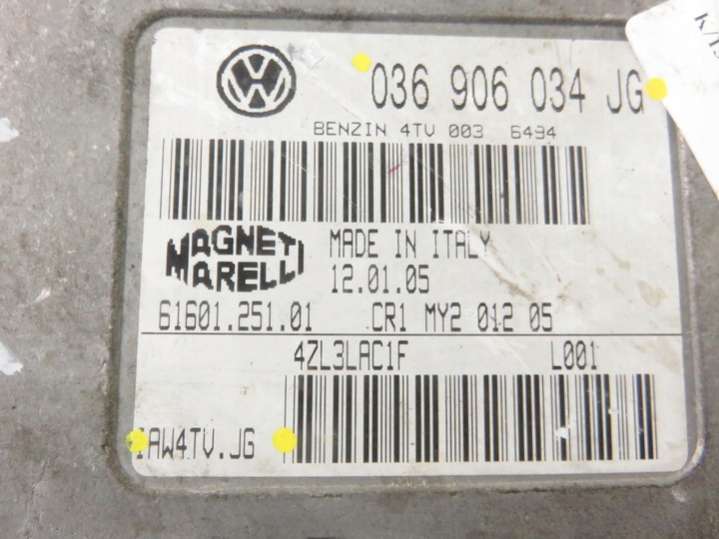 036 906 034 JG
BENZIN 4TV 003 6494
MAGNETI MARELLI
MADE IN ITALY
12.01.05
61601.251.01 CR1 MY2 012 05
4ZL3LAC1F L001
IAW4TV.JG